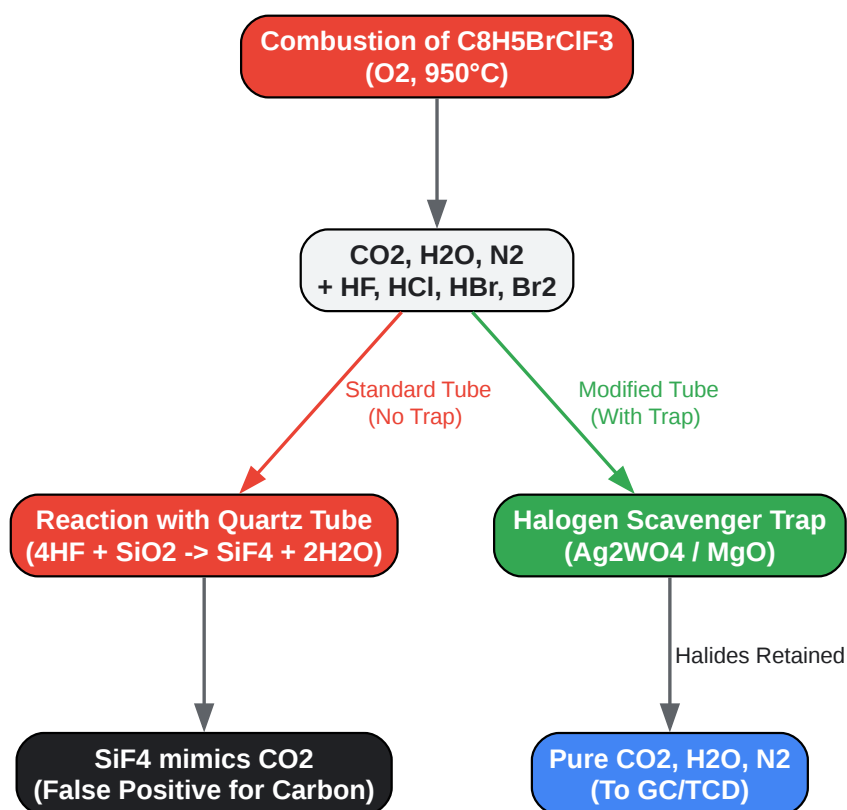 Combustion of C8H5BrClF3
(O2, 950°C)
CO2, H2O, N2
+ HF, HCl, HBr, Br2
Standard Tube
(No Trap)
Modified Tube
(With Trap)
Reaction with Quartz Tube
(4HF + SiO2 -> SiF4 + 2H2O)
Halogen Scavenger Trap
(Ag2WO4 / MgO)
Halides Retained
SiF4 mimics CO2
(False Positive for Carbon)
Pure CO2, H2O, N2
(To GC/TCD)